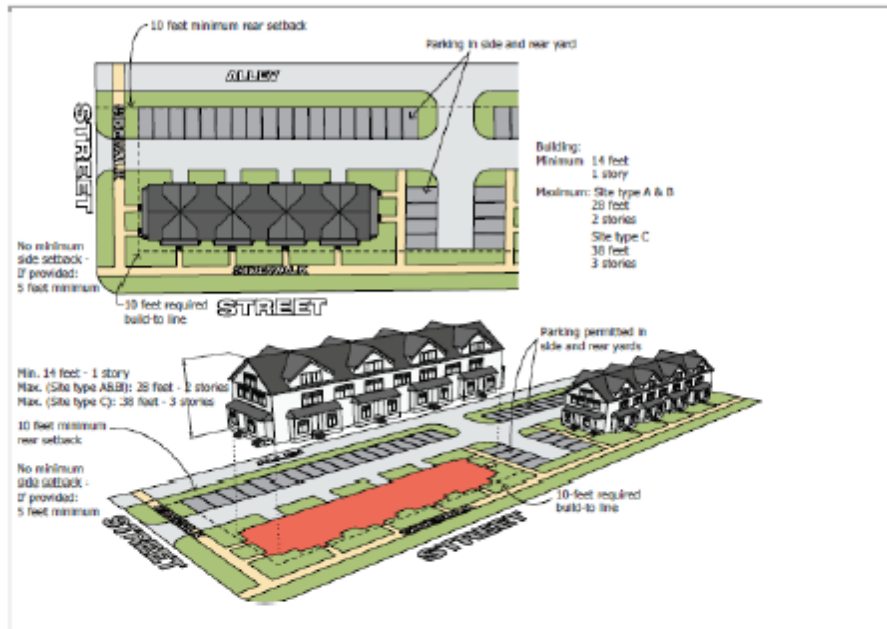 10 feet minimum rear setback
Parking in side and rear yard
ALLEY
STREET
SIDEWALK
Building:
Minimum 14 feet
1 story
Maximum: Site type A & B
28 feet
2 stories
Site type C
38 feet
3 stories
No minimum
side setback -
If provided:
5 feet minimum
SIDEWALK
10 feet required
build-to line
STREET
Parking permitted in
side and rear yards
Min. 14 feet - 1 story
Max. (Site type A&B): 28 feet - 2 stories
Max. (Site type C): 38 feet - 3 stories
10 feet minimum
rear setback
ALLEY
No minimum
side setback -
If provided:
5 feet minimum
10-feet required
build-to line
SIDEWALK
SIDEWALK
STREET
STREET